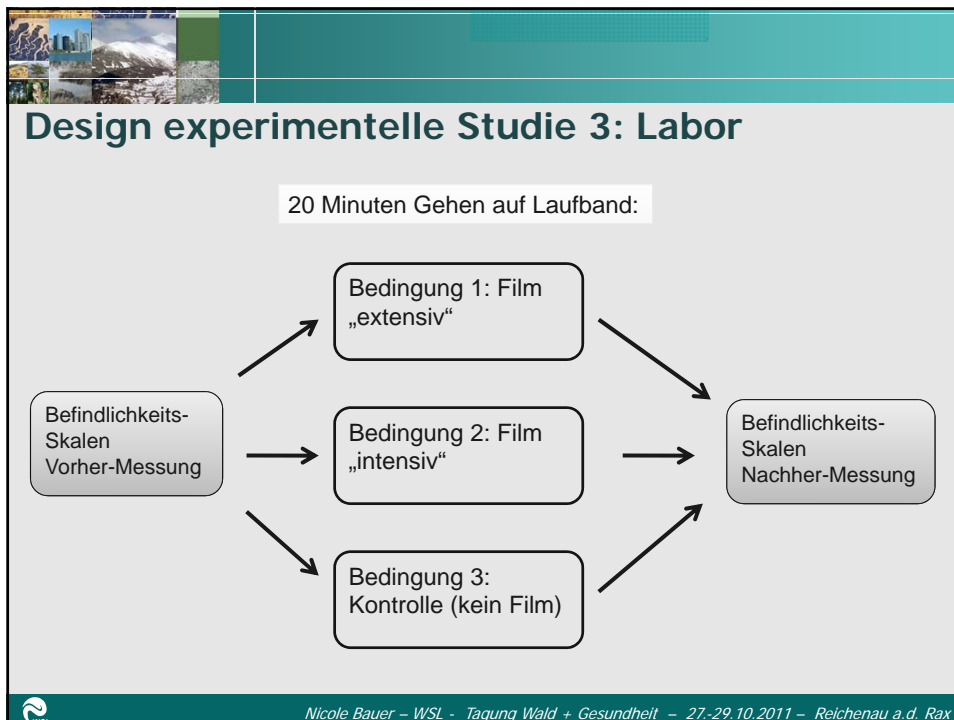 Design experimentelle Studie 3: Labor
20 Minuten Gehen auf Laufband:
Bedingung 1: Film
„extensiv“
Befindlichkeits-
Skalen
Vorher-Messung
Bedingung 2: Film
„intensiv“
Befindlichkeits-
Skalen
Nachher-Messung
Bedingung 3:
Kontrolle (kein Film)
Nicole Bauer – WSL - Tagung Wald + Gesundheit – 27.-29.10.2011 – Reichenau a.d. Rax